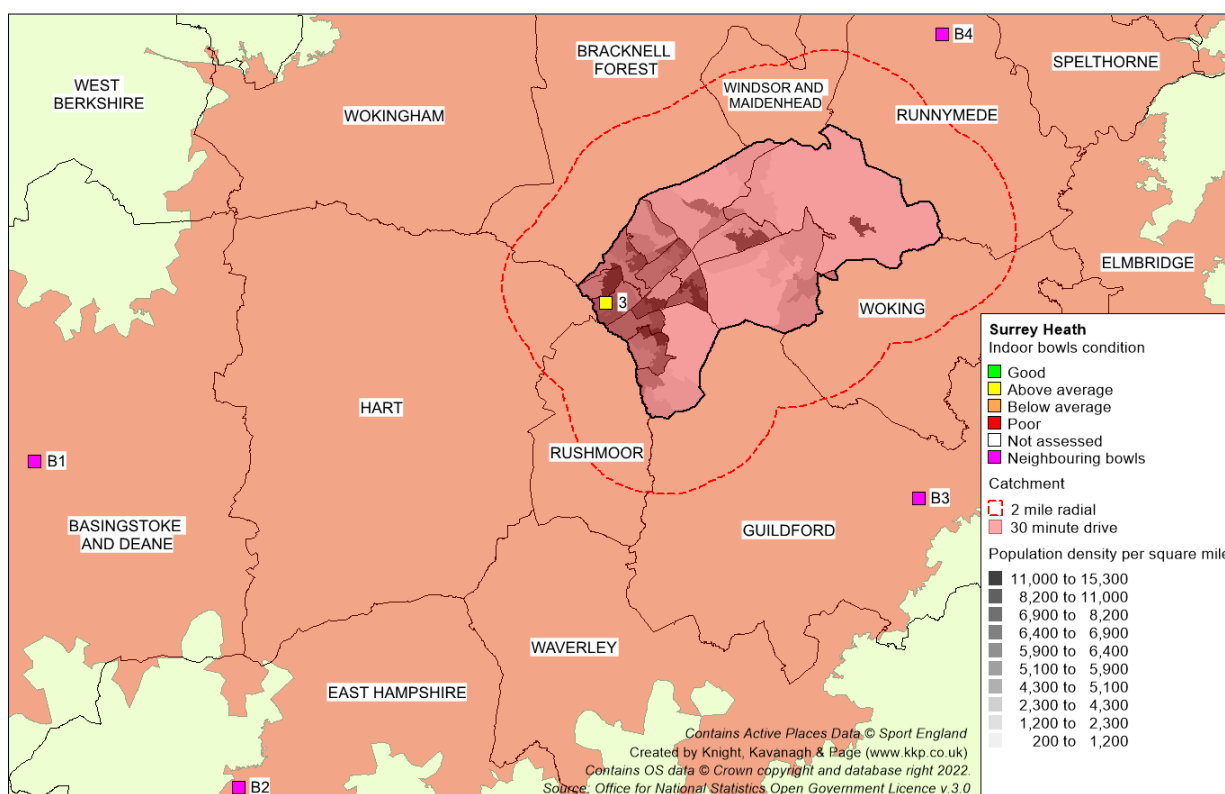 B4
BRACKNELL
FOREST
SPELTHORNE
WEST
BERKSHIRE
WINDSOR AND
MAIDENHEAD
WOKINGHAM
RUNNYMEDE
ELMBRIDGE
3
WOKING
HART
RUSHMOOR
B1
B3
BASINGSTOKE
AND DEANE
GUILDFORD
WAVERLEY
EAST HAMPSHIRE
B2
Surrey Heath
Indoor bowls condition
Good
Above average
Below average
Poor
Not assessed
Neighbouring bowls
Catchment
2 mile radial
30 minute drive
Population density per square mile
11,000 to 15,300
8,200 to 11,000
6,900 to 8,200
6,400 to 6,900
5,900 to 6,400
5,100 to 5,900
4,300 to 5,100
2,300 to 4,300
1,200 to 2,300
200 to 1,200
Contains Active Places Data © Sport England
Created by Knight, Kavanagh & Page (www.kkp.co.uk)
Contains OS data © Crown copyright and database right 2022.
Source: Office for National Statistics Open Government Licence v.3.0